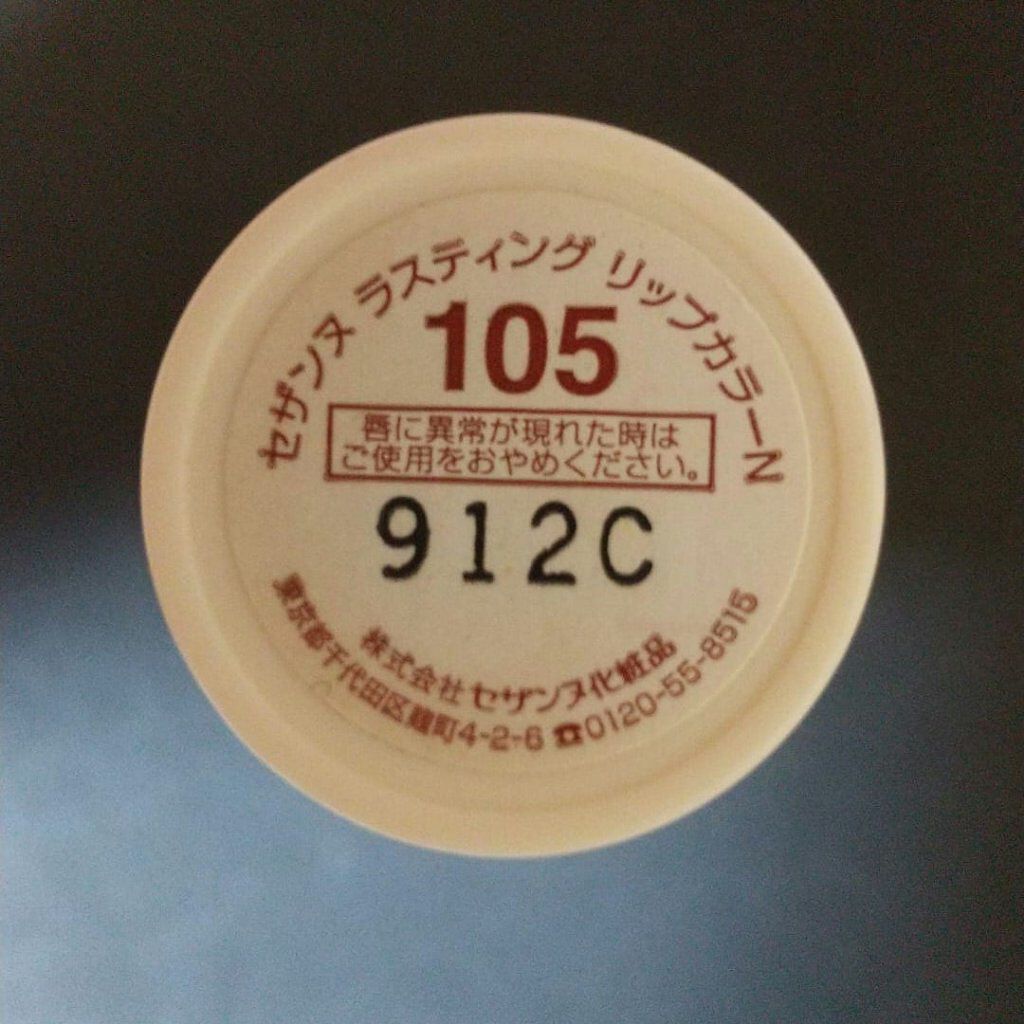 セザンヌ ラスティング リップカラーN
105
唇に異常が現れた時は
ご使用をおやめください。
912C
株式会社 セザンヌ化粧品
東京都千代田区麹町4-2-6 ☎0120-55-8515